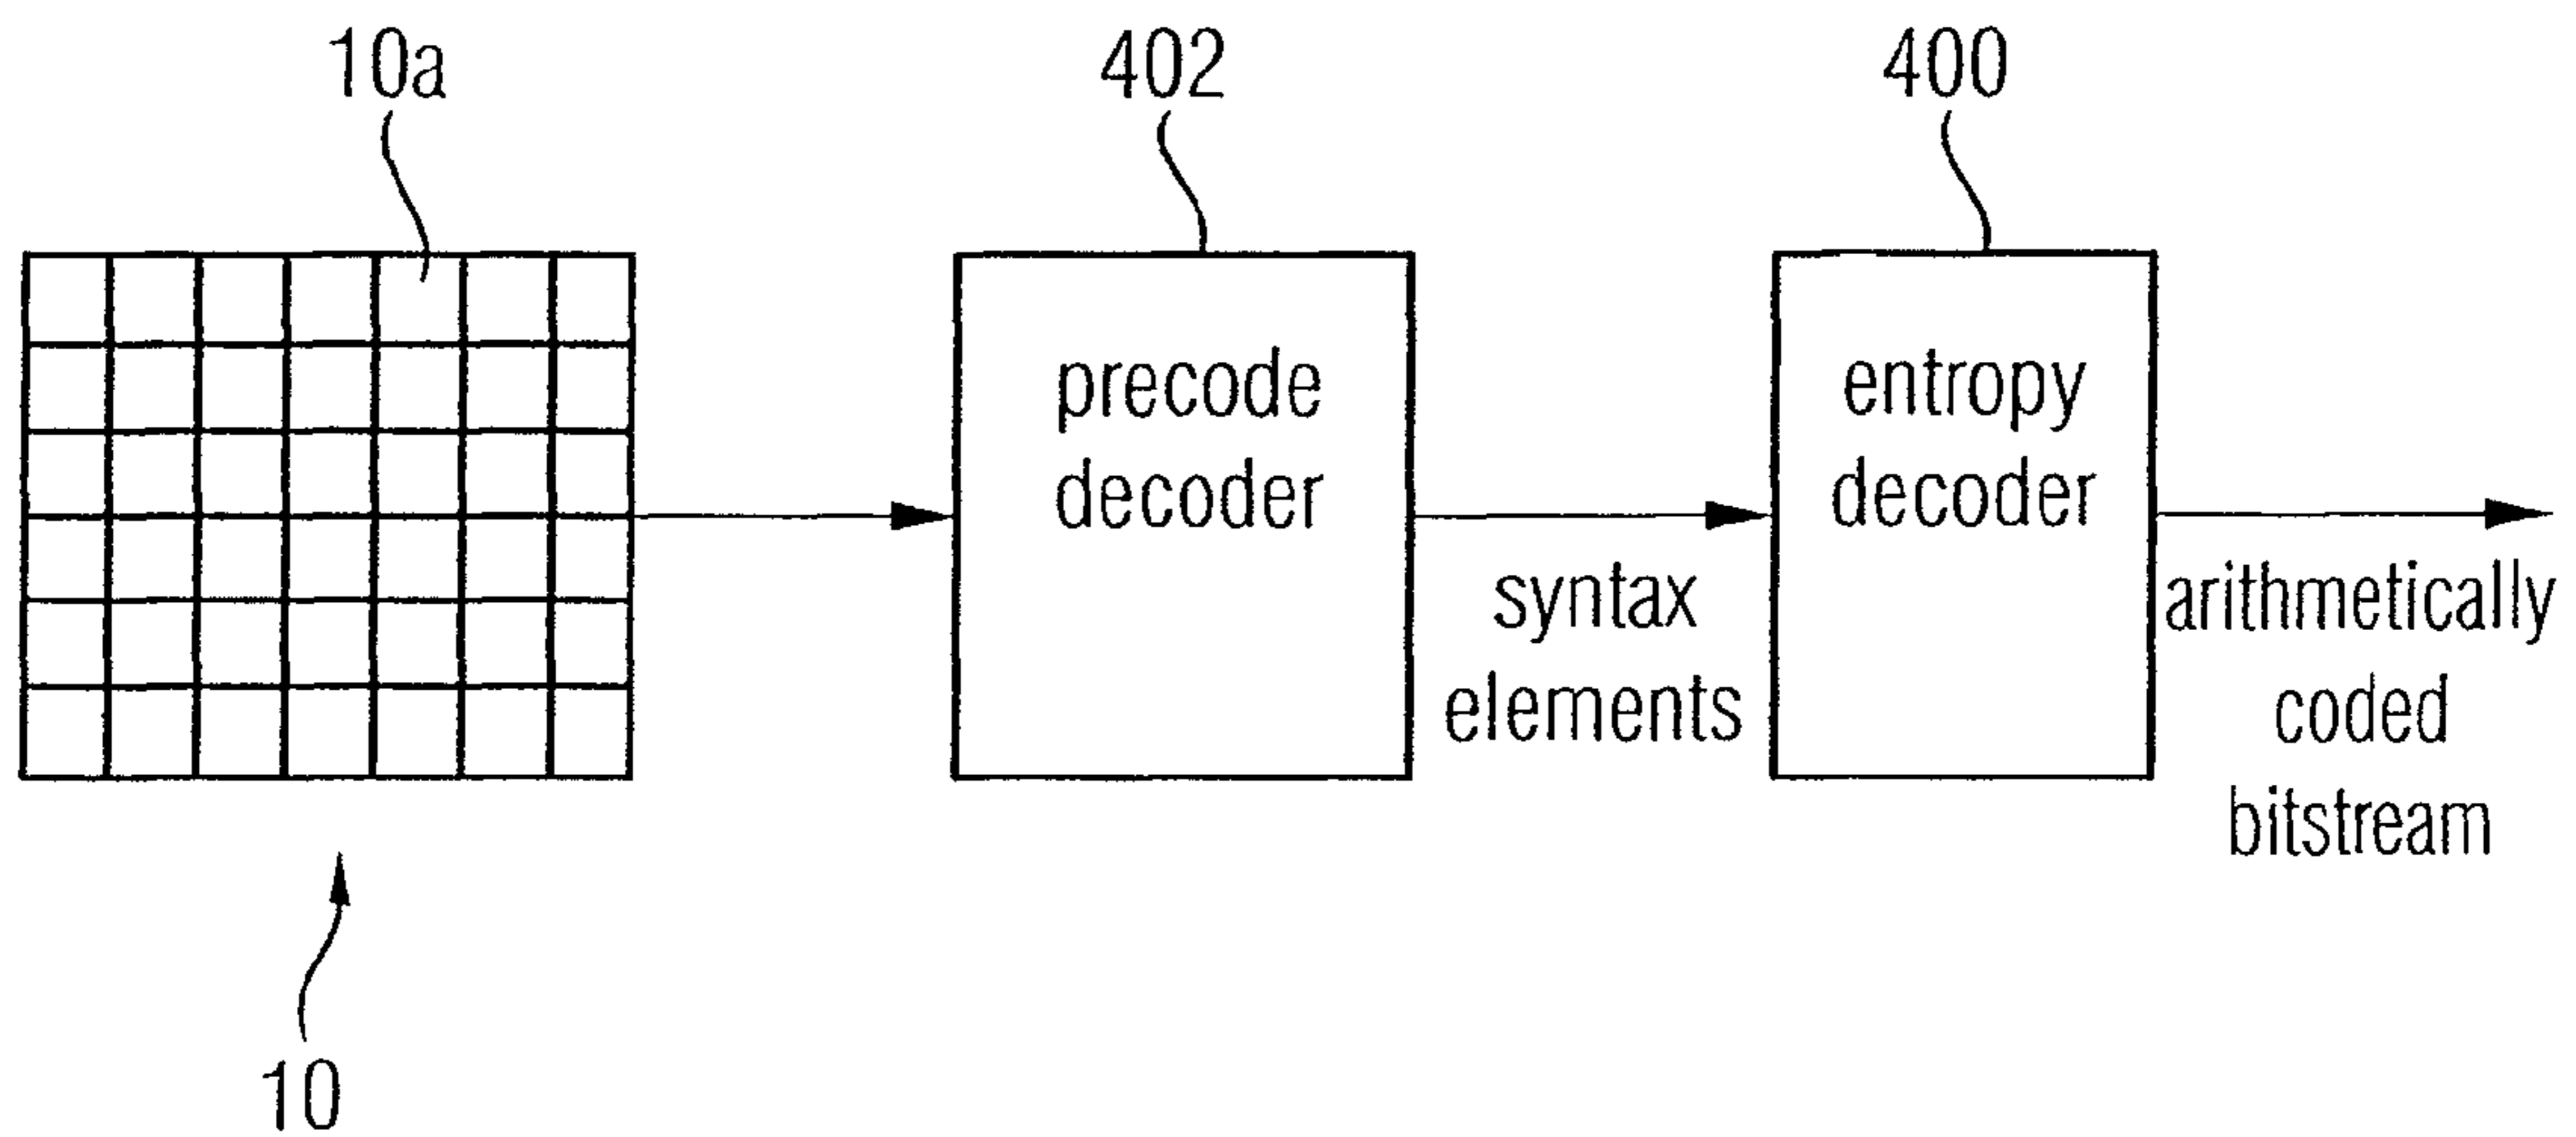 10a
402
400
precode
decoder
entropy
decoder
syntax
elements
arithmetically
coded
bitstream
10